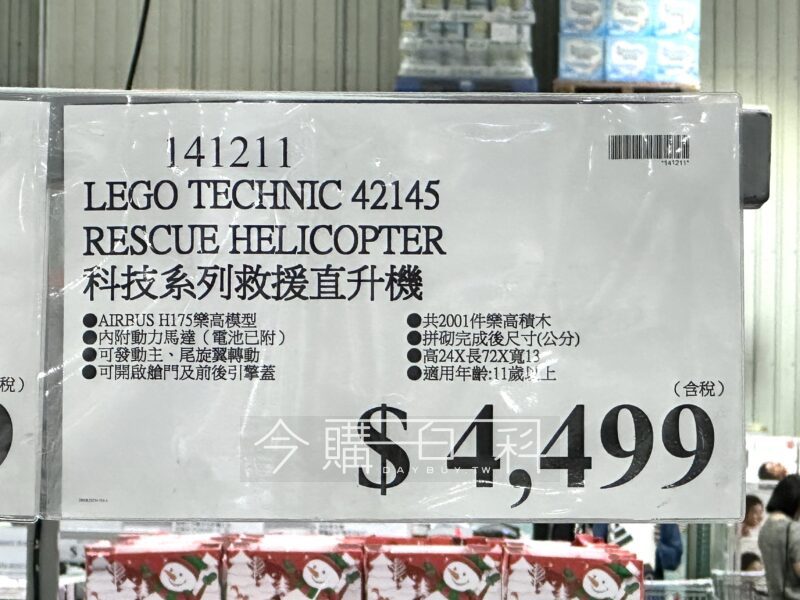 141211
"141211"
LEGO TECHNIC 42145
RESCUE HELICOPTER
科技系列救援直升機
●AIRBUS H175樂高模型
●內附動力馬達（電池已附）
●可發動主、尾旋翼轉動
●可開啟艙門及前後引擎蓋
●共2001件樂高積木
●拼砌完成後尺寸(公分)
●高24X長72X寬13
●適用年齡:11歲以上
（含稅）
$ 4,499
今購百科
DAYBUY.TW
稅）
9